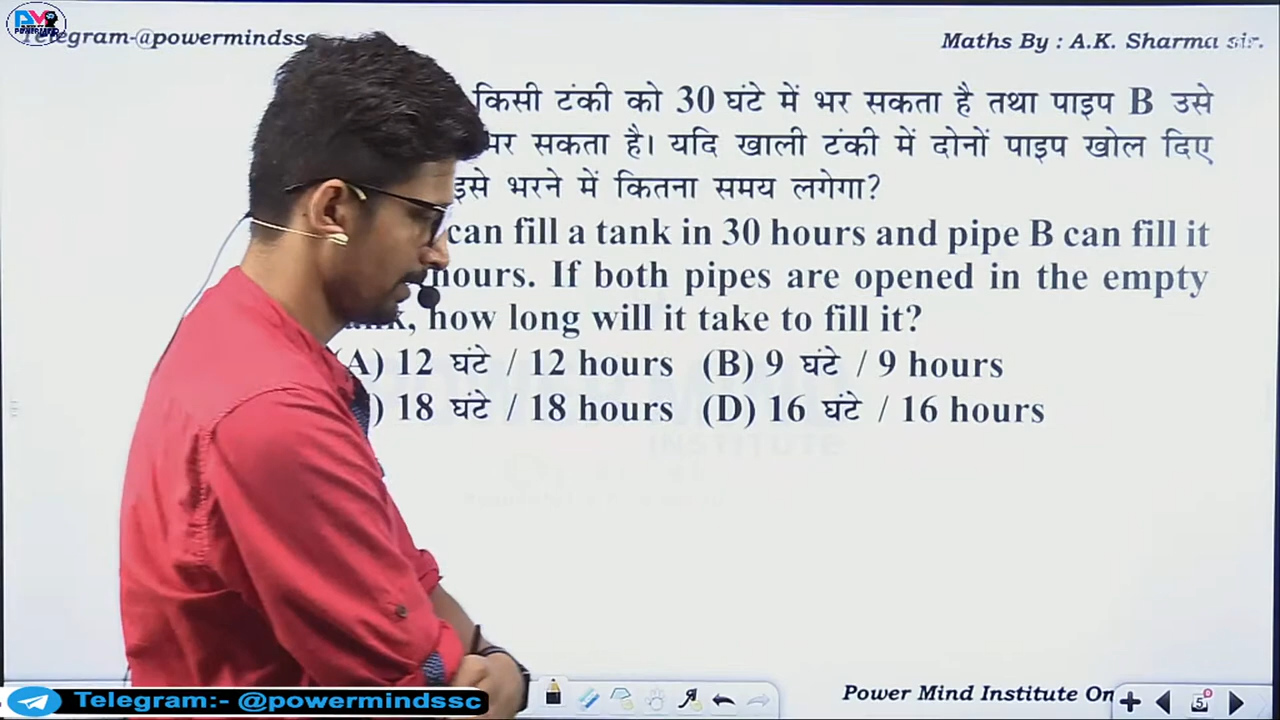 Telegram-@powermindssc
Maths By : A.K. Sharma sir.
किसी टंकी को 30 घंटे में भर सकता है तथा पाइप B उसे
भर सकता है। यदि खाली टंकी में दोनों पाइप खोल दिए
इसे भरने में कितना समय लगेगा?
can fill a tank in 30 hours and pipe B can fill it
hours. If both pipes are opened in the empty
tank, how long will it take to fill it?
(A) 12 घंटे / 12 hours (B) 9 घंटे / 9 hours
) 18 घंटे / 18 hours (D) 16 घंटे / 16 hours
INSTITUTE
Telegram:- @powermindssc
Power Mind Institute On
5